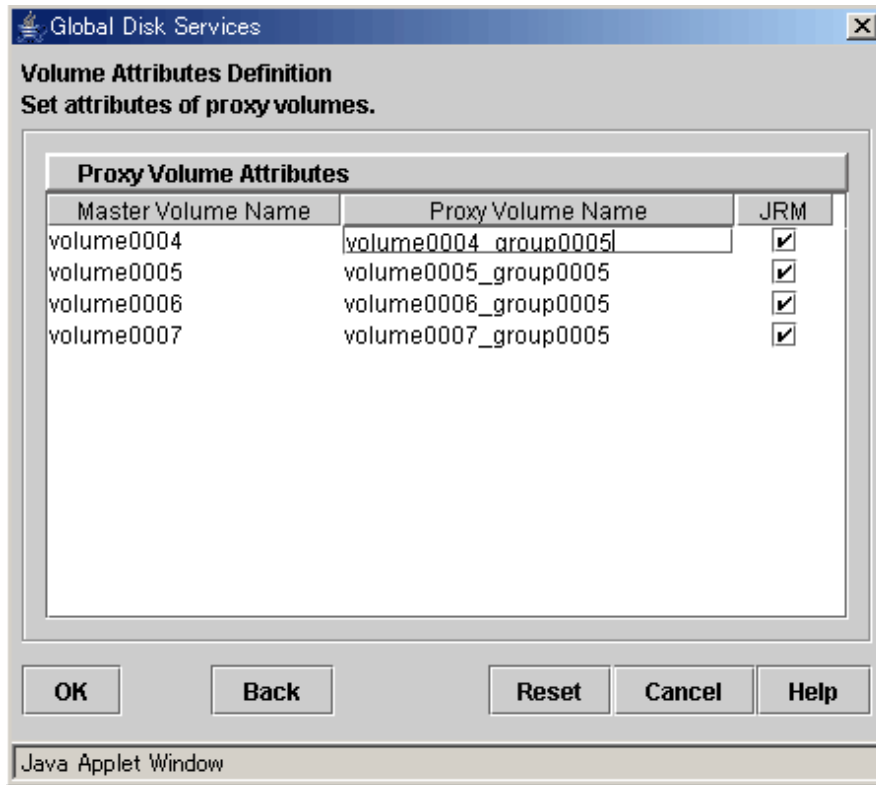 Global Disk Services
Volume Attributes Definition
Set attributes of proxy volumes.
Proxy Volume Attributes
Master Volume Name Proxy Volume Name JRM
volume0004 volume0004_group0005
volume0005 volume0005_group0005
volume0006 volume0006_group0005
volume0007 volume0007_group0005
OK Back Reset Cancel Help
Java Applet Window